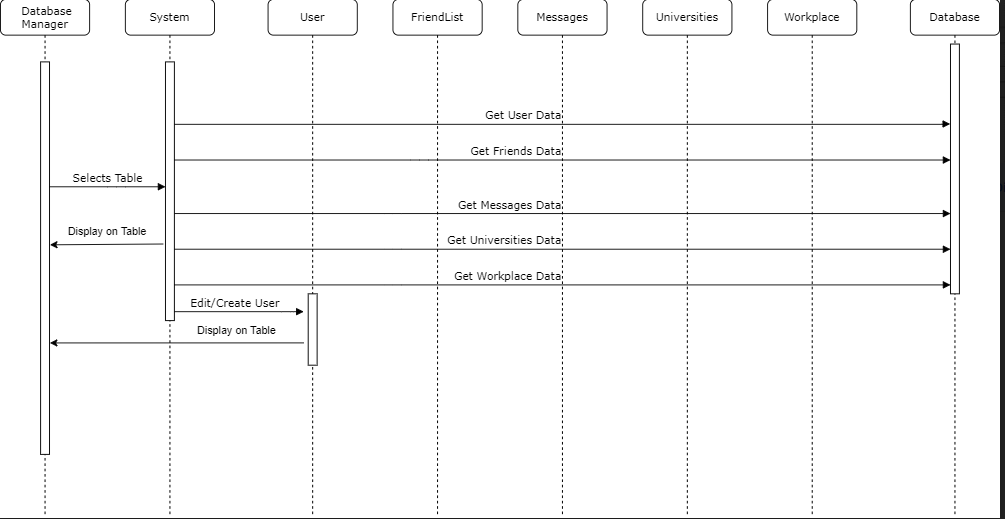 Database
Manager
System
User
FriendList
Messages
Universities
Workplace
Database
Get User Data
Get Friends Data
Selects Table
Get Messages Data
Display on Table
Get Universities Data
Get Workplace Data
Edit/Create User
Display on Table